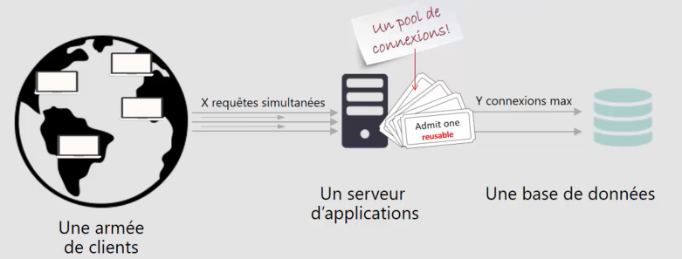 Un pool de
connexions!
X requêtes simultanées
Y connexions max
Admit one
reusable
Un serveur
d'applications
Une base de données
Une armée
de clients